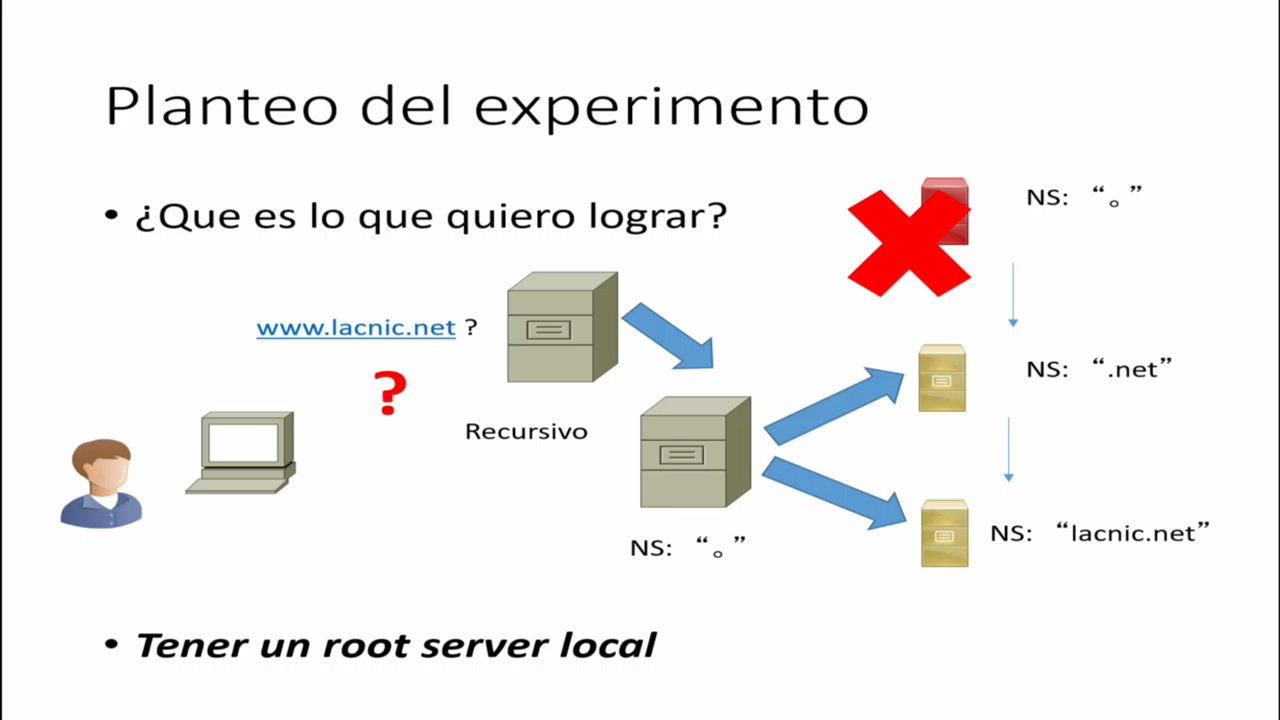 Planteo del experimento
• ¿Que es lo que quiero lograr?
NS: “。”
www.lacnic.net ?
?
NS: “.net”
Recursivo
NS: “。”
NS: “lacnic.net”
• Tener un root server local